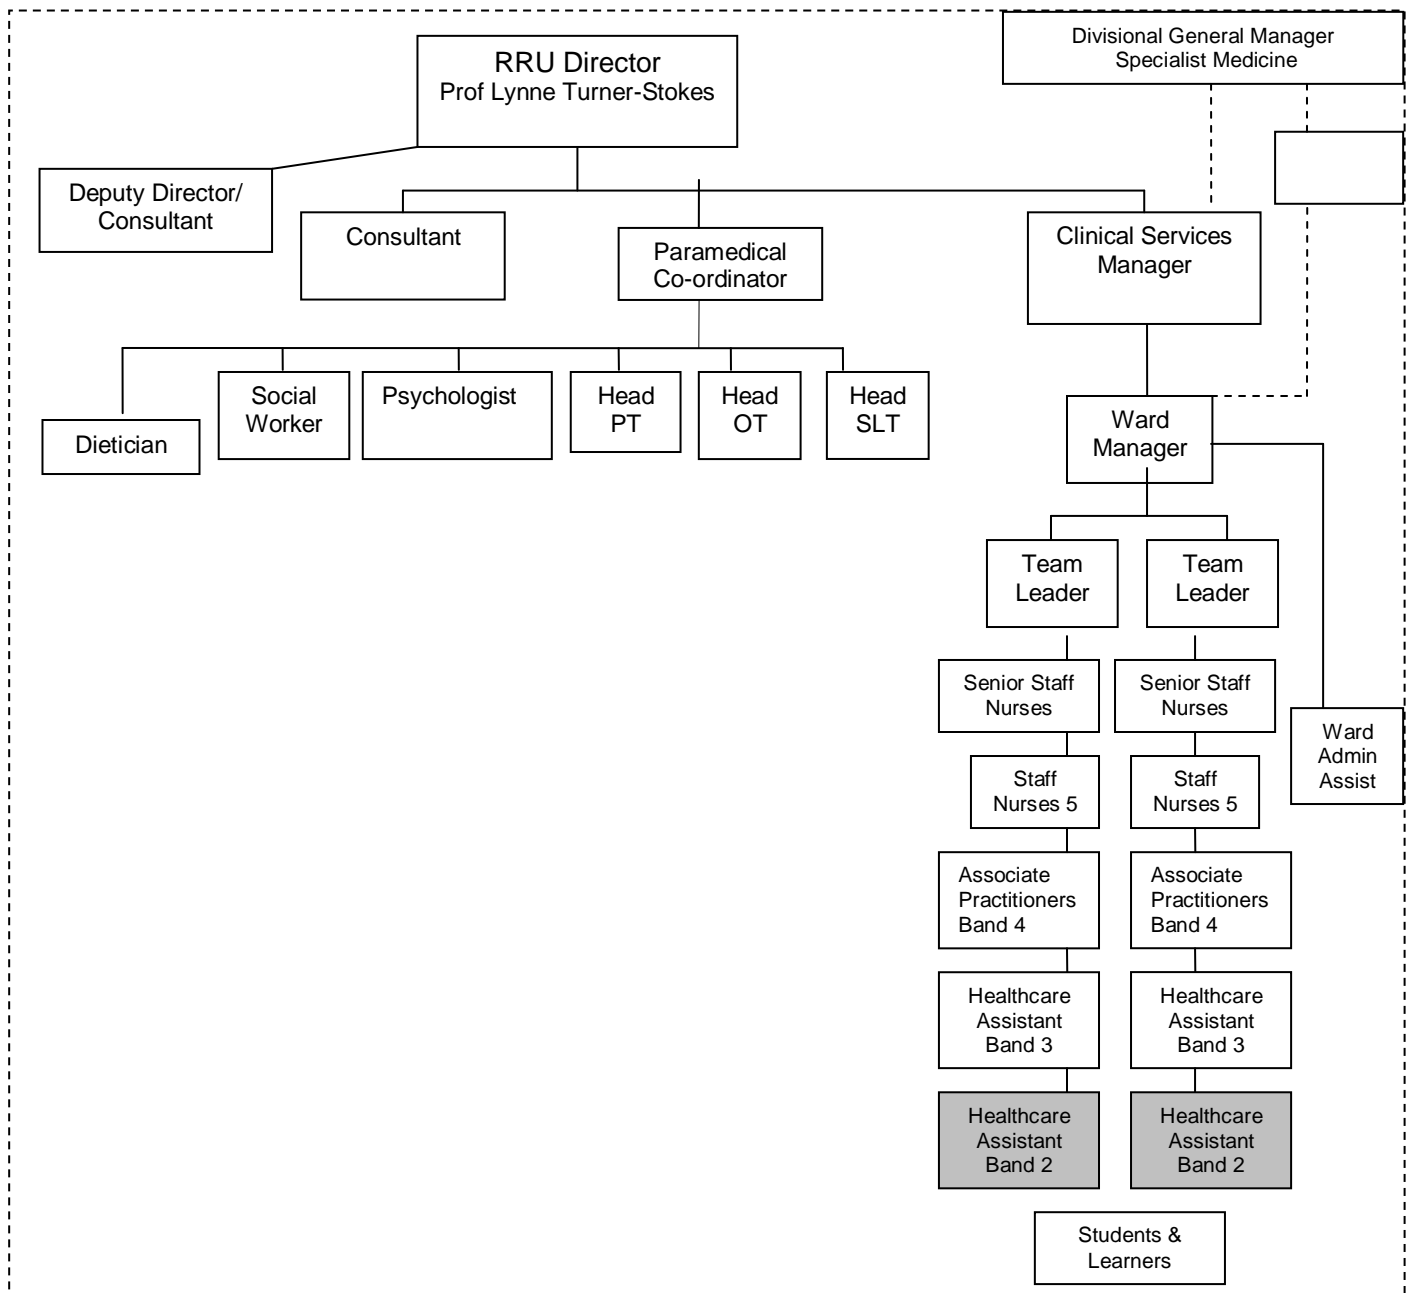 RRU Director
Prof Lynne Turner-Stokes
Divisional General Manager
Specialist Medicine
Deputy Director/
Consultant
Consultant
Paramedical
Co-ordinator
Clinical Services
Manager
Dietician
Social
Worker
Psychologist
Head
PT
Head
OT
Head
SLT
Ward
Manager
Team
Leader
Team
Leader
Senior Staff
Nurses
Senior Staff
Nurses
Ward
Admin
Assist
Staff
Nurses 5
Staff
Nurses 5
Associate
Practitioners
Band 4
Associate
Practitioners
Band 4
Healthcare
Assistant
Band 3
Healthcare
Assistant
Band 3
Healthcare
Assistant
Band 2
Healthcare
Assistant
Band 2
Students &
Learners